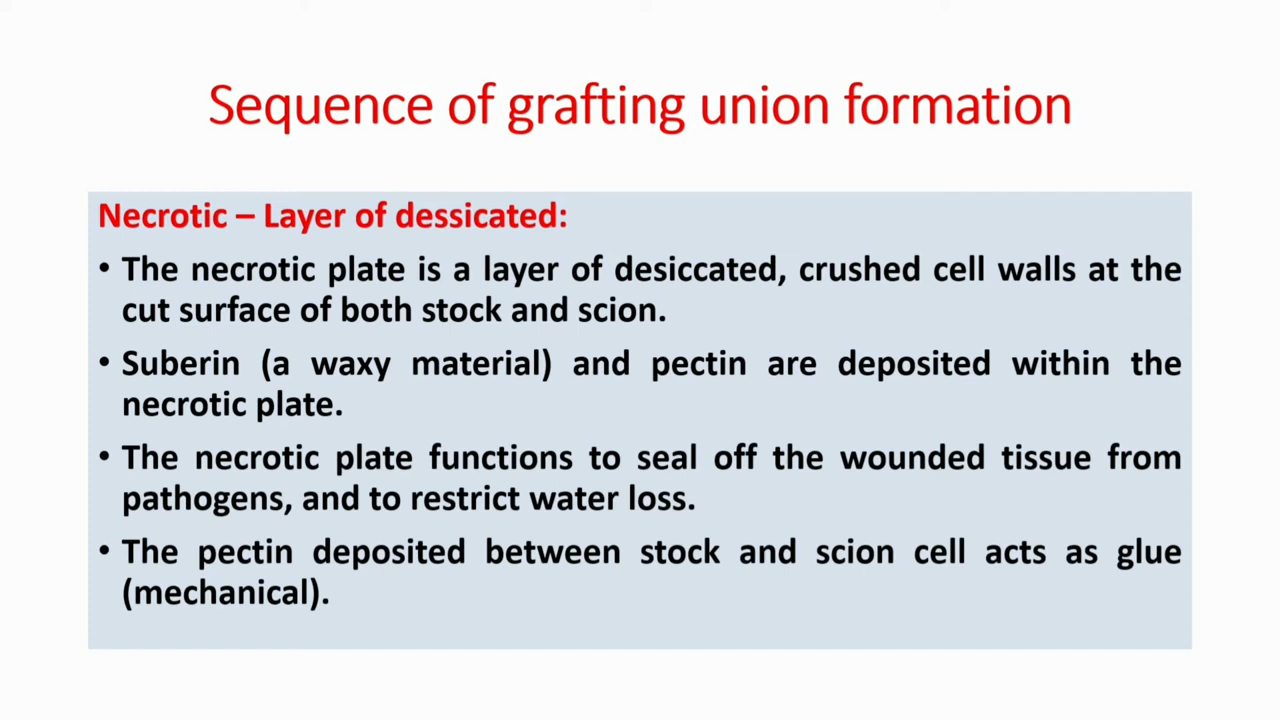 Sequence of grafting union formation
Necrotic – Layer of dessicated:
• The necrotic plate is a layer of desiccated, crushed cell walls at the
cut surface of both stock and scion.
• Suberin (a waxy material) and pectin are deposited within the
necrotic plate.
• The necrotic plate functions to seal off the wounded tissue from
pathogens, and to restrict water loss.
• The pectin deposited between stock and scion cell acts as glue
(mechanical).